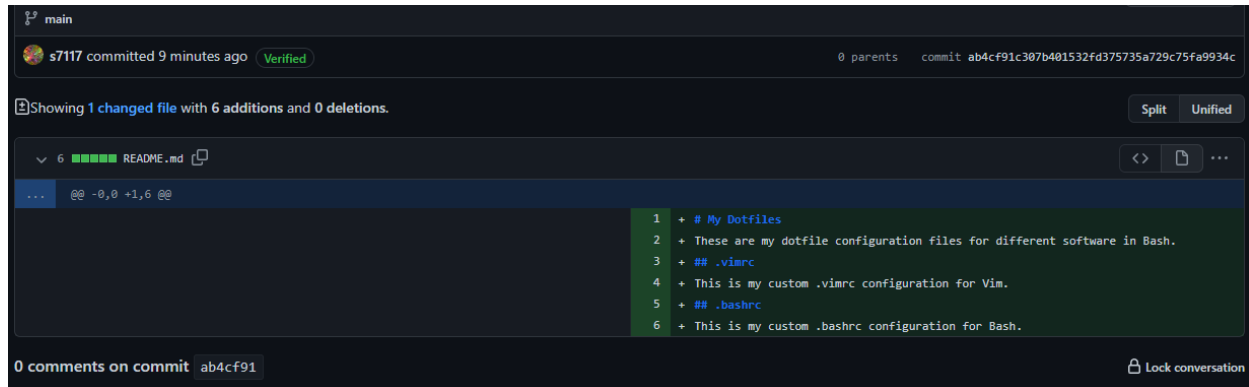 main
s7117 committed 9 minutes ago Verified 0 parents commit ab4cf91c307b401532fd375735a729c75fa9934c
Showing 1 changed file with 6 additions and 0 deletions. Split Unified
6 README.md
... @@ -0,0 +1,6 @@
1 + # My Dotfiles
2 + These are my dotfile configuration files for different software in Bash.
3 + ## .vimrc
4 + This is my custom .vimrc configuration for Vim.
5 + ## .bashrc
6 + This is my custom .bashrc configuration for Bash.
0 comments on commit ab4cf91 Lock conversation